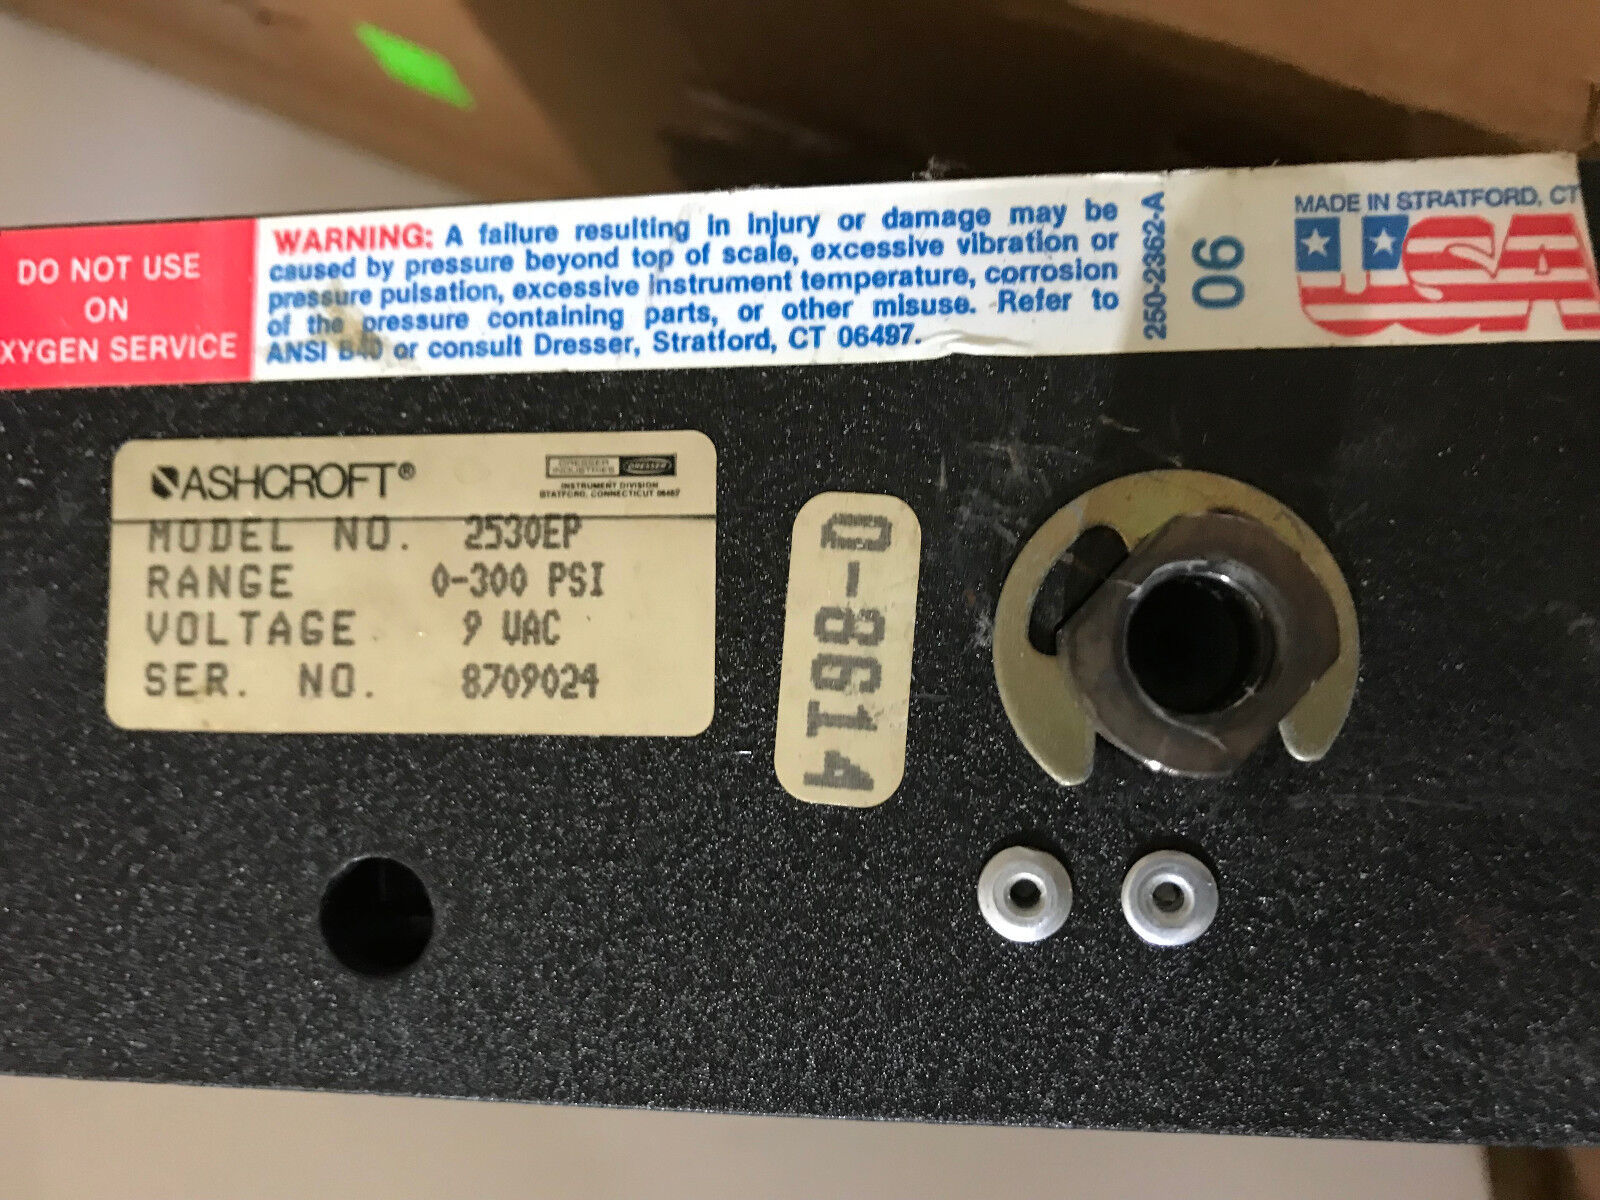 DO NOT USE
ON
XYGEN SERVICE
WARNING: A failure resulting in injury or damage may be
caused by pressure beyond top of scale, excessive vibration or
pressure pulsation, excessive instrument temperature, corrosion
of the pressure containing parts, or other misuse. Refer to
ANSI B40 or consult Dresser, Stratford, CT 06497.
250-2362-A
06
MADE IN STRATFORD, CT
USA
ASHCROFT®
DRESSER
INDUSTRIES
DRESSER
INSTRUMENT DIVISION
STATFORD, CONNECTICUT 06497
MODEL NO. 2530EP
RANGE 0-300 PSI
VOLTAGE 9 VAC
SER. NO. 8709024
Q-8614